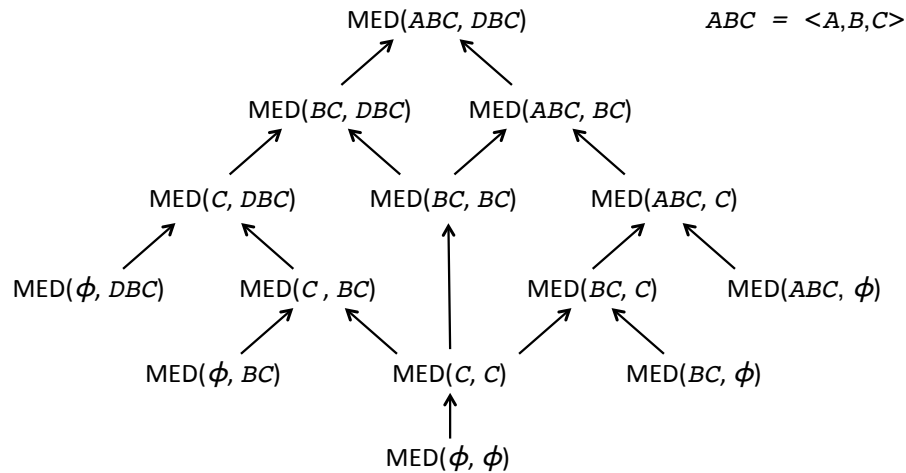 MED(ABC, DBC) ABC = <A,B,C>
MED(BC, DBC) MED(ABC, BC)
MED(C, DBC) MED(BC, BC) MED(ABC, C)
MED(ϕ, DBC) MED(C , BC) MED(BC, C) MED(ABC, ϕ)
MED(ϕ, BC) MED(C, C) MED(BC, ϕ)
MED(ϕ, ϕ)